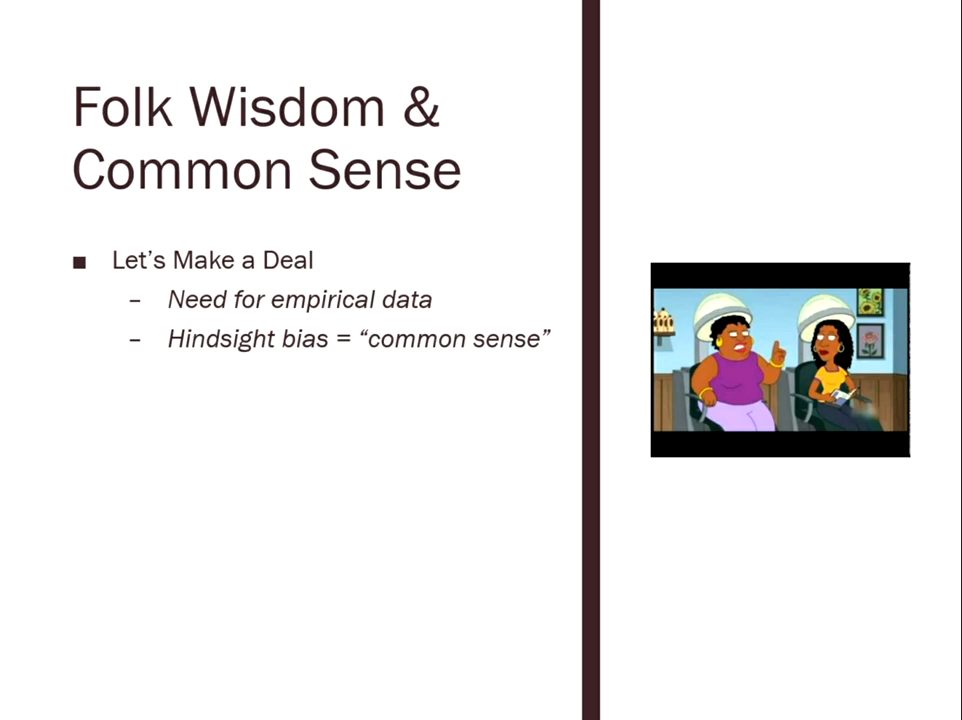 Folk Wisdom &
Common Sense
■ Let’s Make a Deal
– Need for empirical data
– Hindsight bias = “common sense”